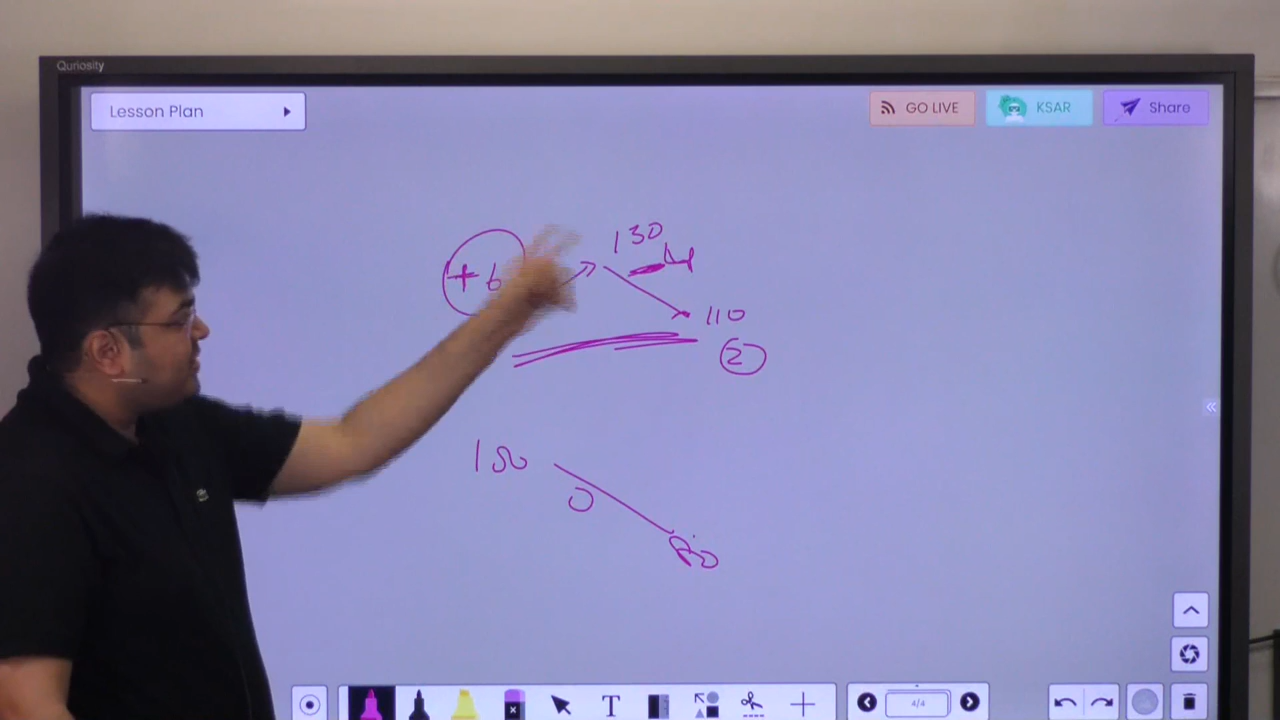 Quriosity
Lesson Plan
GO LIVE
KSAR
Share
130
+ 6
110
2
150
0
80
T
4/4